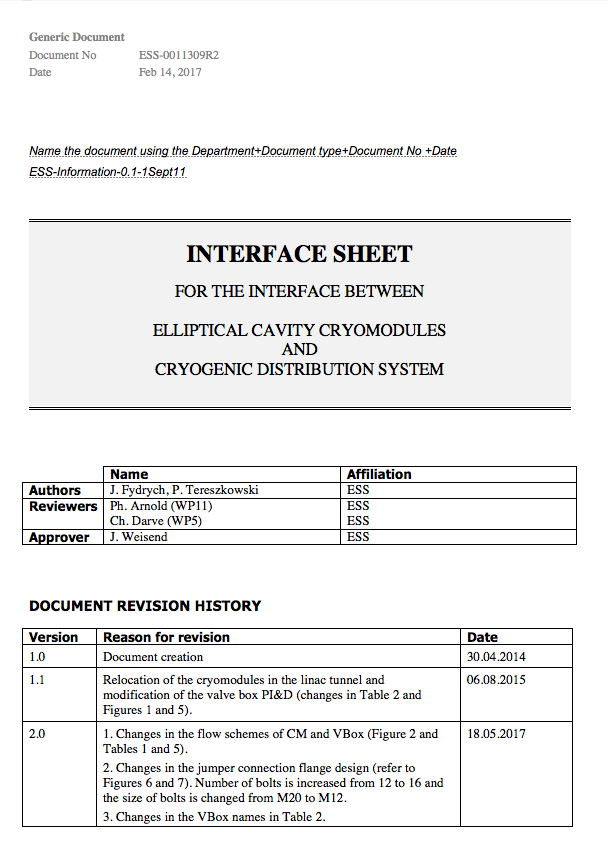 Generic Document
Document No ESS-0011309R2
Date Feb 14, 2017
Name the document using the Department+Document type+Document No +Date
ESS-Information-0.1-1Sept11
INTERFACE SHEET
FOR THE INTERFACE BETWEEN
ELLIPTICAL CAVITY CRYOMODULES
AND
CRYOGENIC DISTRIBUTION SYSTEM
Name Affiliation
Authors J. Fydrych, P. Tereszkowski ESS
Reviewers Ph. Arnold (WP11) ESS
Ch. Darve (WP5) ESS
Approver J. Weisend ESS
DOCUMENT REVISION HISTORY
Version Reason for revision Date
1.0 Document creation 30.04.2014
1.1 Relocation of the cryomodules in the linac tunnel and 06.08.2015
modification of the valve box PI&D (changes in Table 2 and
Figures 1 and 5).
2.0 1. Changes in the flow schemes of CM and VBox (Figure 2 and 18.05.2017
Tables 1 and 5).
2. Changes in the jumper connection flange design (refer to
Figures 6 and 7). Number of bolts is increased from 12 to 16 and
the size of bolts is changed from M20 to M12.
3. Changes in the VBox names in Table 2.